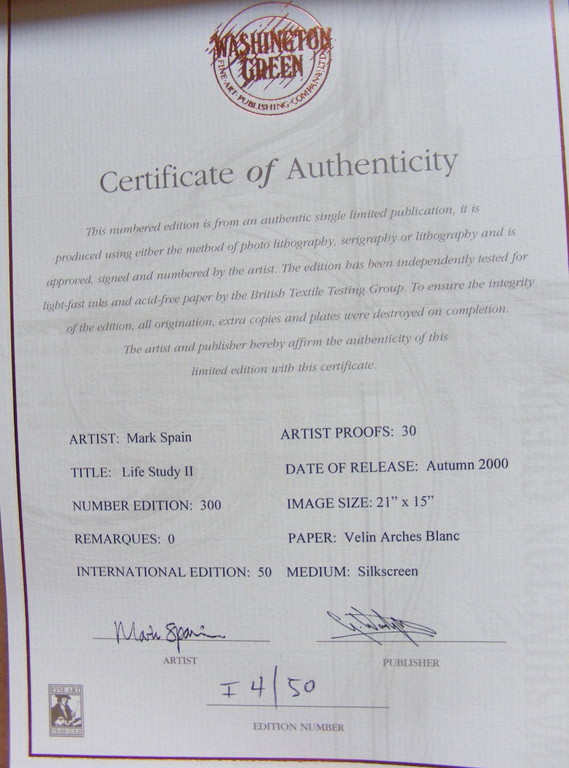 WASHINGTON
GREEN
FINE·ART·PUBLISHING·COMPANY·LTD
Certificate of Authenticity
This numbered edition is from an authentic single limited publication, it is
produced using either the method of photo lithography, serigraphy or lithography and is
approved, signed and numbered by the artist. The edition has been independently tested for
light-fast inks and acid-free paper by the British Textile Testing Group. To ensure the integrity
of the edition, all origination, extra copies and plates were destroyed on completion.
The artist and publisher hereby affirm the authenticity of this
limited edition with this certificate.
ARTIST: Mark Spain ARTIST PROOFS: 30
TITLE: Life Study II DATE OF RELEASE: Autumn 2000
NUMBER EDITION: 300 IMAGE SIZE: 21” x 15”
REMARQUES: 0 PAPER: Velin Arches Blanc
INTERNATIONAL EDITION: 50 MEDIUM: Silkscreen
Mark Spain
ARTIST PUBLISHER
I 4/50
EDITION NUMBER
FINE ART